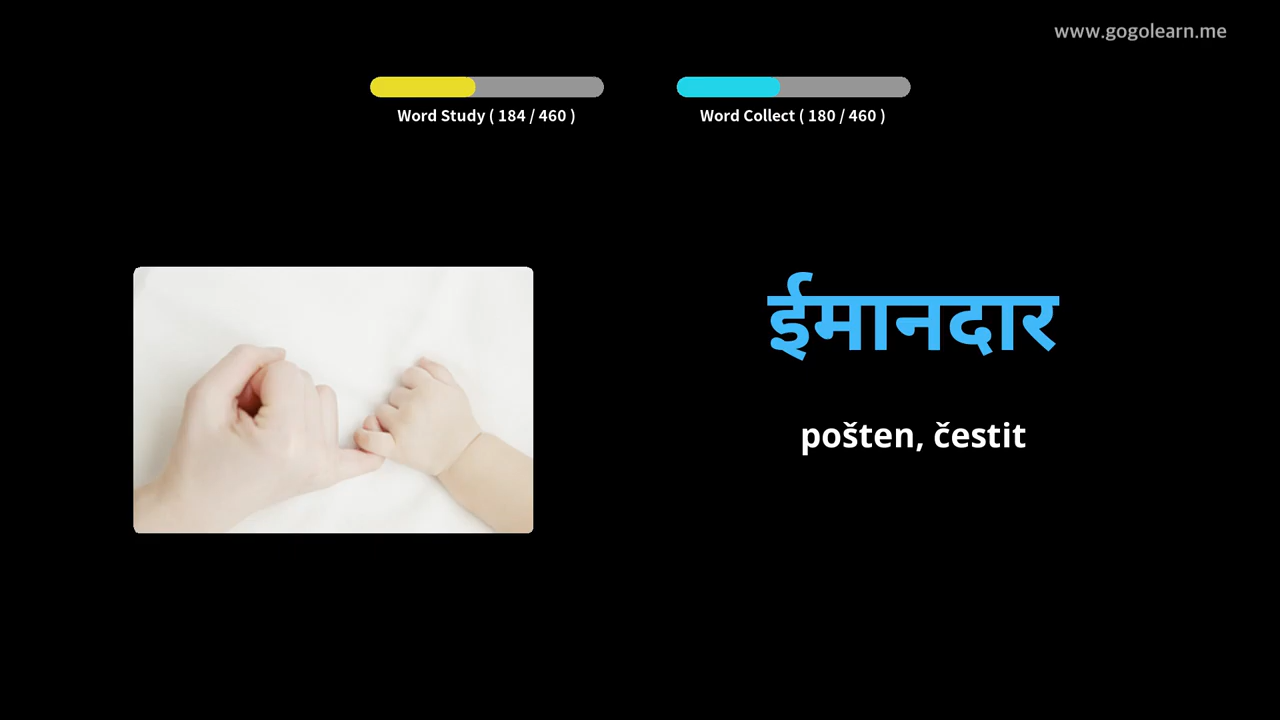 www.gogolearn.me
Word Study ( 184 / 460 )
Word Collect ( 180 / 460 )
ईमानदार
pošten, čestit